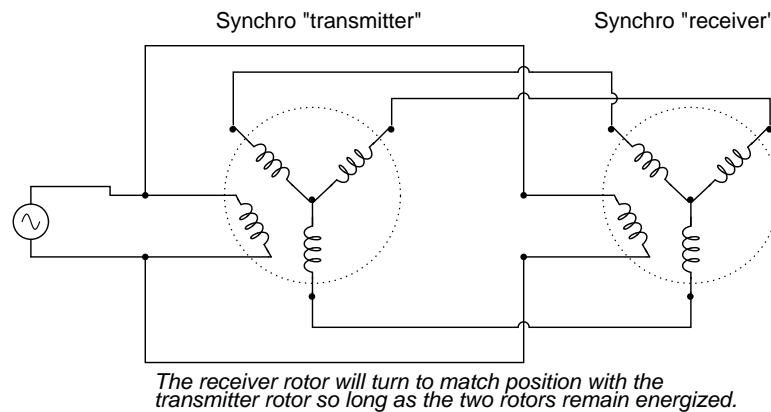 Synchro "transmitter"
Synchro "receiver"
The receiver rotor will turn to match position with the
transmitter rotor so long as the two rotors remain energized.